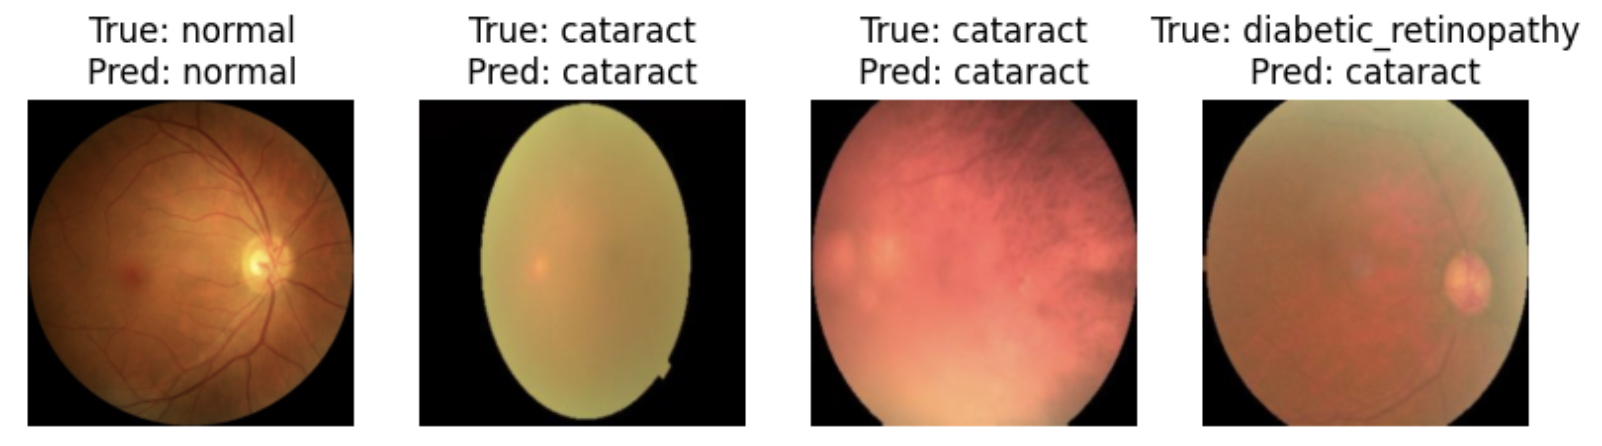 True: normal
Pred: normal
True: cataract
Pred: cataract
True: cataract
Pred: cataract
True: diabetic_retinopathy
Pred: cataract